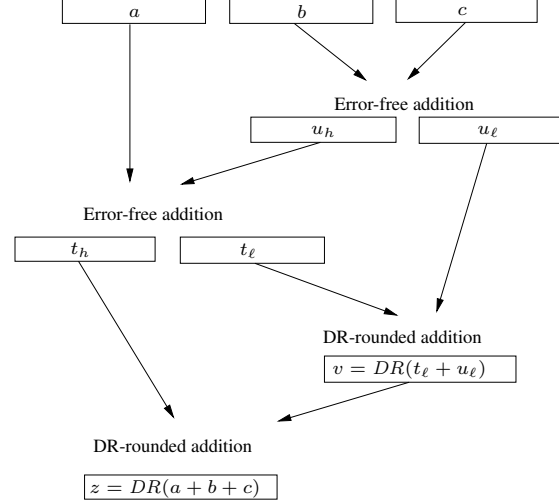 a b c
Error-free addition
u_h u_ℓ
Error-free addition
t_h t_ℓ
DR-rounded addition
v = DR(t_ℓ + u_ℓ)
DR-rounded addition
z = DR(a + b + c)